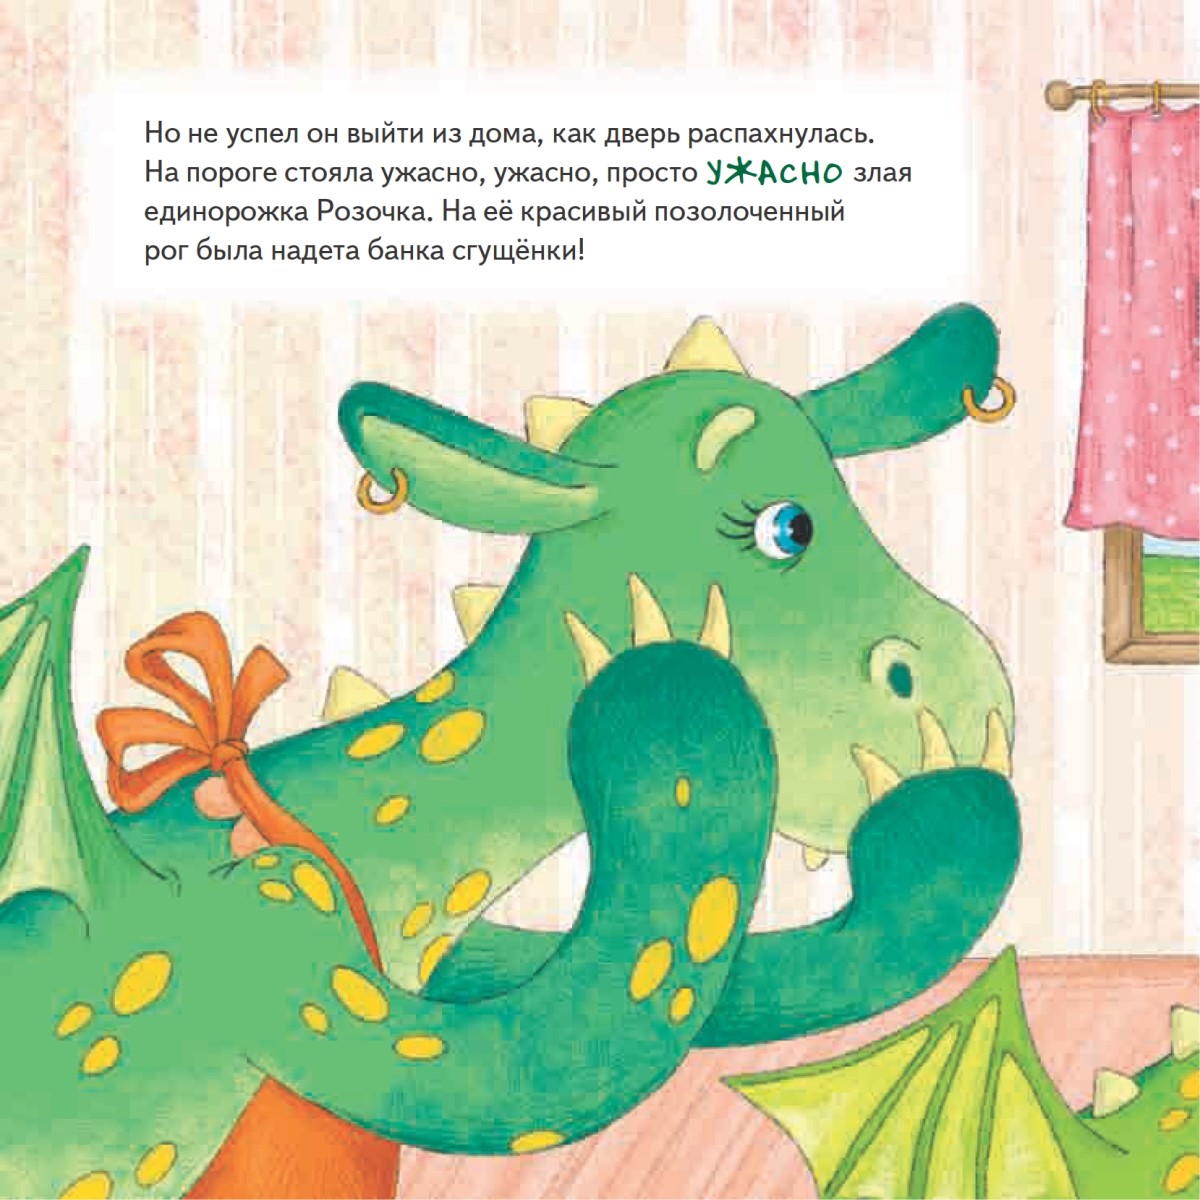 Но не успел он выйти из дома, как дверь распахнулась.
На пороге стояла ужасно, ужасно, просто УЖАСНО злая
единорожка Розочка. На её красивый позолоченный
рог была надета банка сгущёнки!